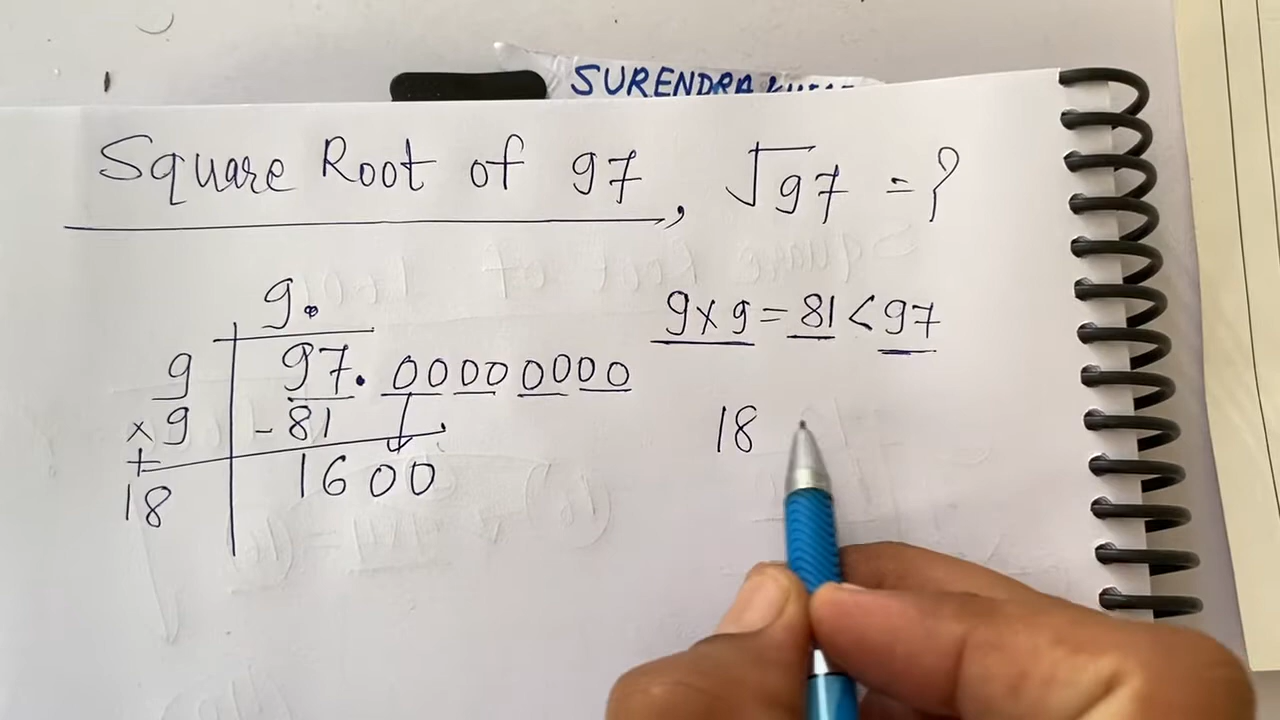 SURENDRA
Square Root of 97, √97 = ?
9.
9 97. 00000000
× 9 - 81
+
18 1600
9×9 = 81 < 97
18